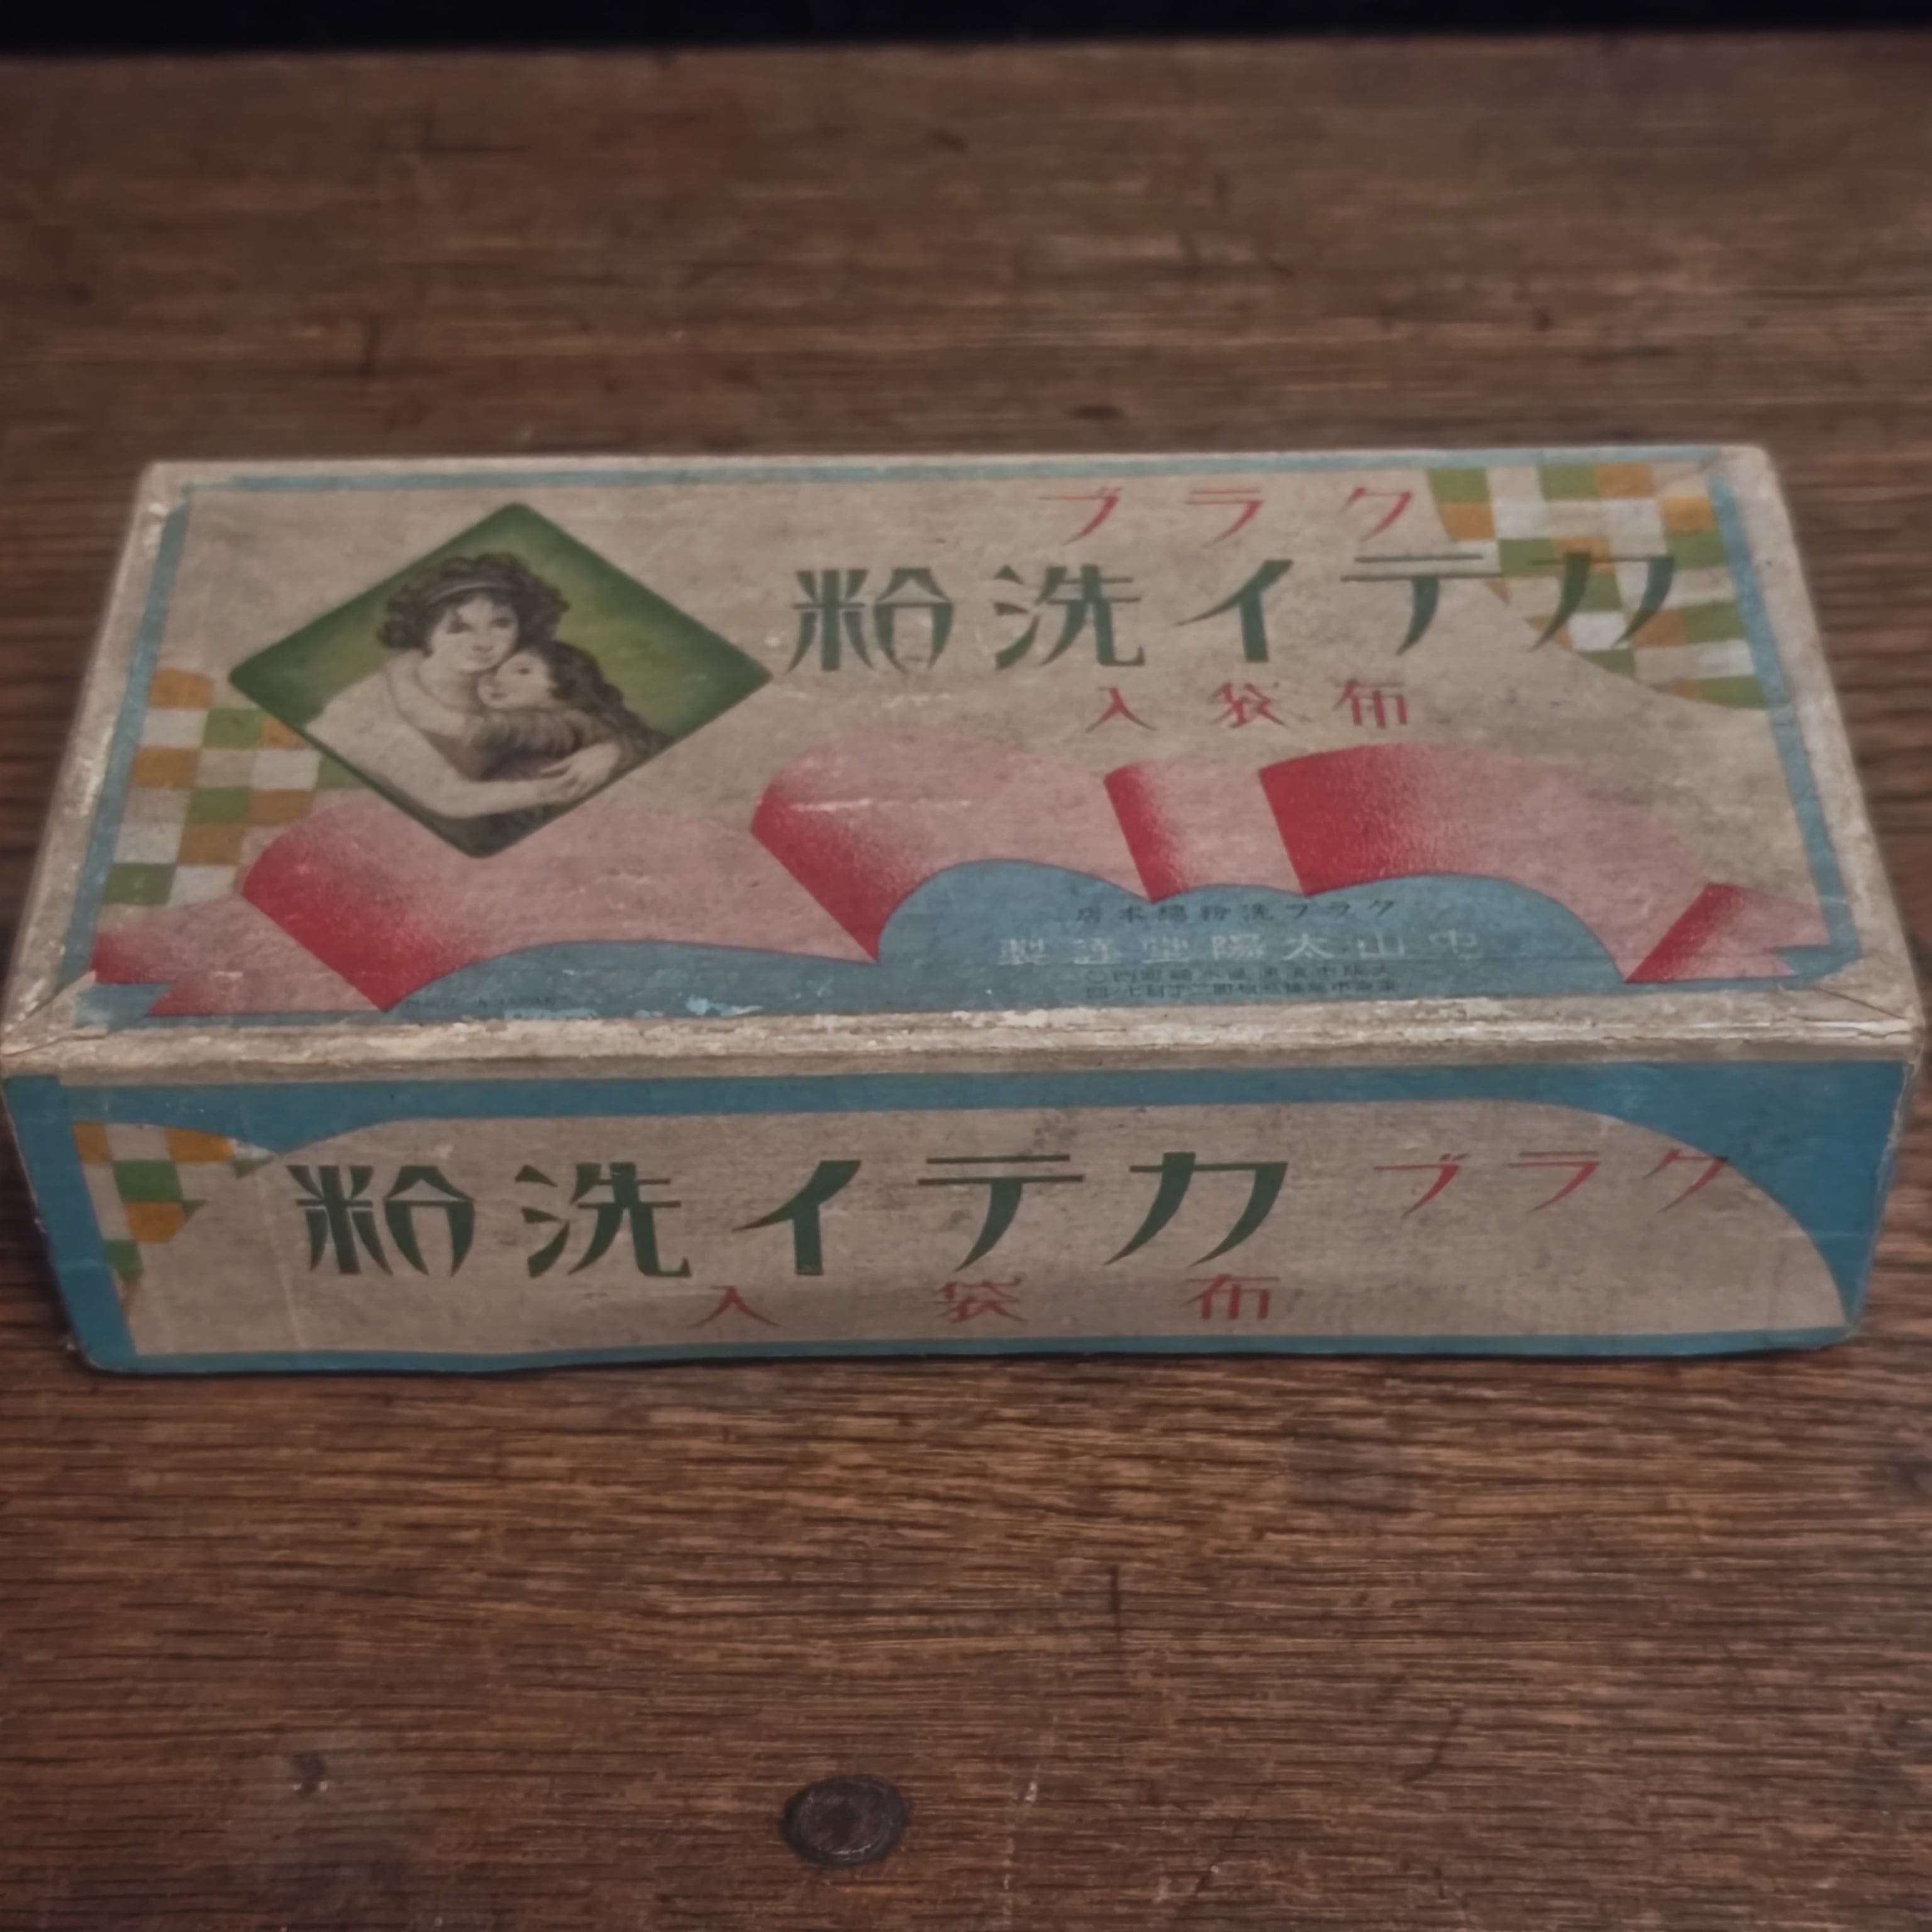 クラブ
カテイ洗粉
布袋入
クラブ洗粉總本店
中山太陽堂謹製
クラブ カテイ洗粉
布袋入